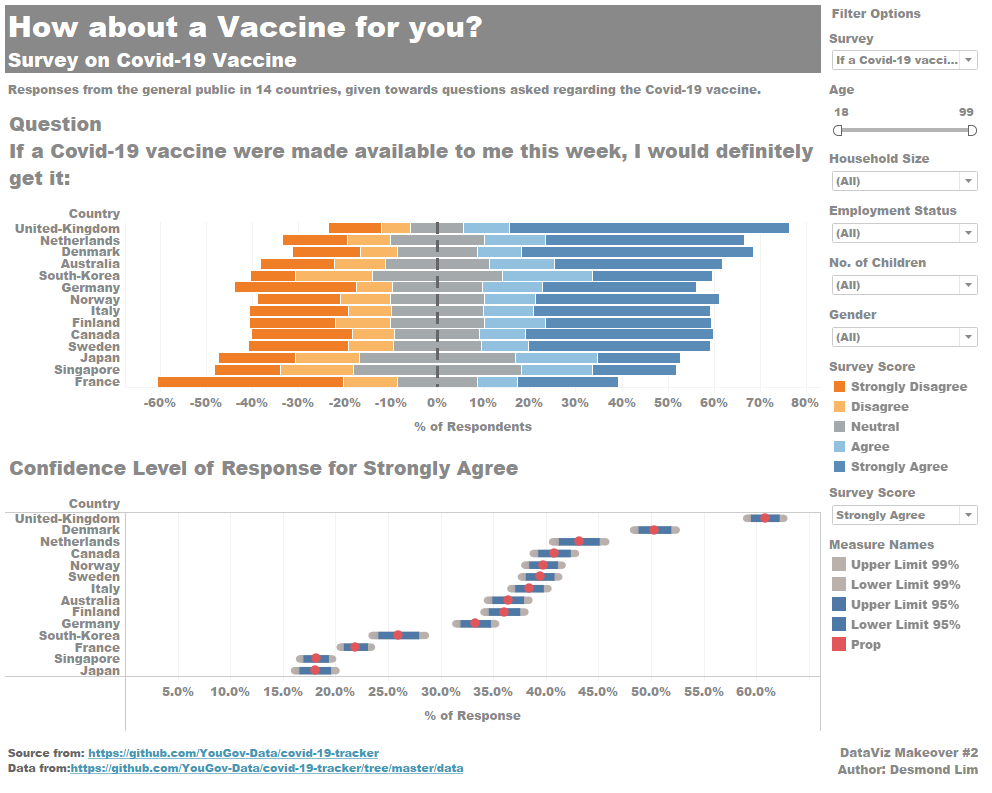 How about a Vaccine for you?
Survey on Covid-19 Vaccine
Responses from the general public in 14 countries, given towards questions asked regarding the Covid-19 vaccine.
Question
If a Covid-19 vaccine were made available to me this week, I would definitely
get it:
Country
United-Kingdom
Netherlands
Denmark
Australia
South-Korea
Germany
Norway
Italy
Finland
Canada
Sweden
Japan
Singapore
France
-60% -50% -40% -30% -20% -10% 0% 10% 20% 30% 40% 50% 60% 70% 80%
% of Respondents
Confidence Level of Response for Strongly Agree
Country
United-Kingdom
Denmark
Netherlands
Canada
Norway
Sweden
Italy
Australia
Finland
Germany
South-Korea
France
Singapore
Japan
5.0% 10.0% 15.0% 20.0% 25.0% 30.0% 35.0% 40.0% 45.0% 50.0% 55.0% 60.0%
% of Response
Source from: https://github.com/YouGov-Data/covid-19-tracker
Data from:https://github.com/YouGov-Data/covid-19-tracker/tree/master/data
Filter Options
Survey
If a Covid-19 vacci...
Age
18 99
Household Size
(All)
Employment Status
(All)
No. of Children
(All)
Gender
(All)
Survey Score
Strongly Disagree
Disagree
Neutral
Agree
Strongly Agree
Survey Score
Strongly Agree
Measure Names
Upper Limit 99%
Lower Limit 99%
Upper Limit 95%
Lower Limit 95%
Prop
DataViz Makeover #2
Author: Desmond Lim